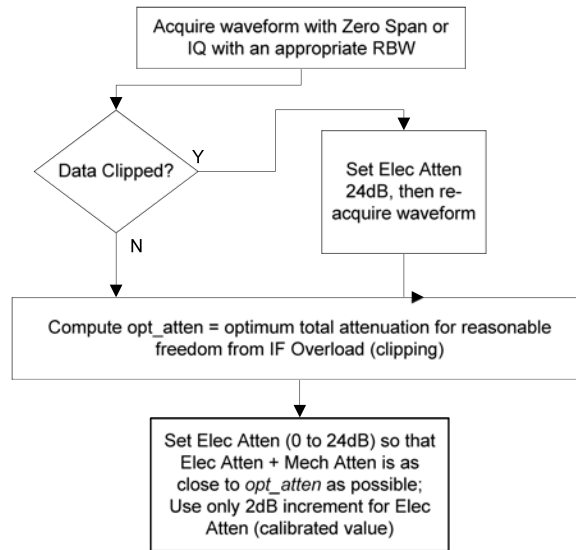 Acquire waveform with Zero Span or
IQ with an appropriate RBW
Data Clipped?
Y
N
Set Elec Atten
24dB, then re-
acquire waveform
Compute opt_atten = optimum total attenuation for reasonable
freedom from IF Overload (clipping)
Set Elec Atten (0 to 24dB) so that
Elec Atten + Mech Atten is as
close to opt_atten as possible;
Use only 2dB increment for Elec
Atten (calibrated value)